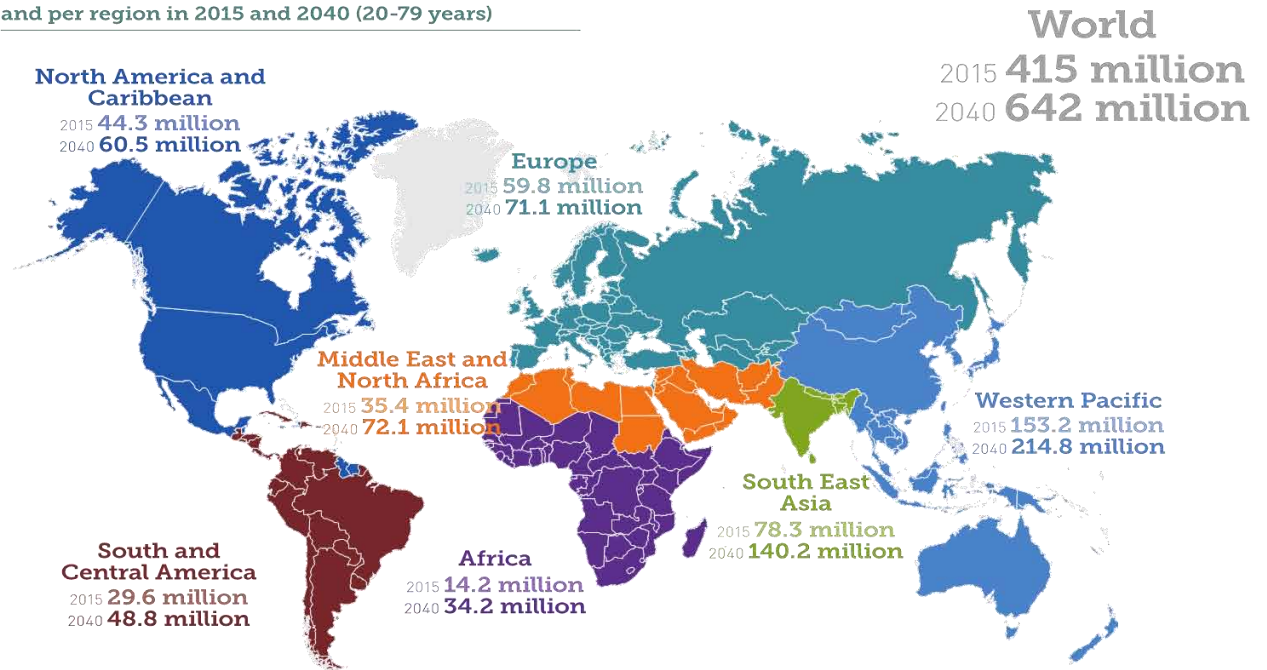 and per region in 2015 and 2040 (20-79 years)
World
2015 415 million
2040 642 million
North America and
Caribbean
2015 44.3 million
2040 60.5 million
Europe
2015 59.8 million
2040 71.1 million
Middle East and
North Africa
2015 35.4 million
2040 72.1 million
Western Pacific
2015 153.2 million
2040 214.8 million
South East
Asia
2015 78.3 million
2040 140.2 million
South and
Central America
2015 29.6 million
2040 48.8 million
Africa
2015 14.2 million
2040 34.2 million